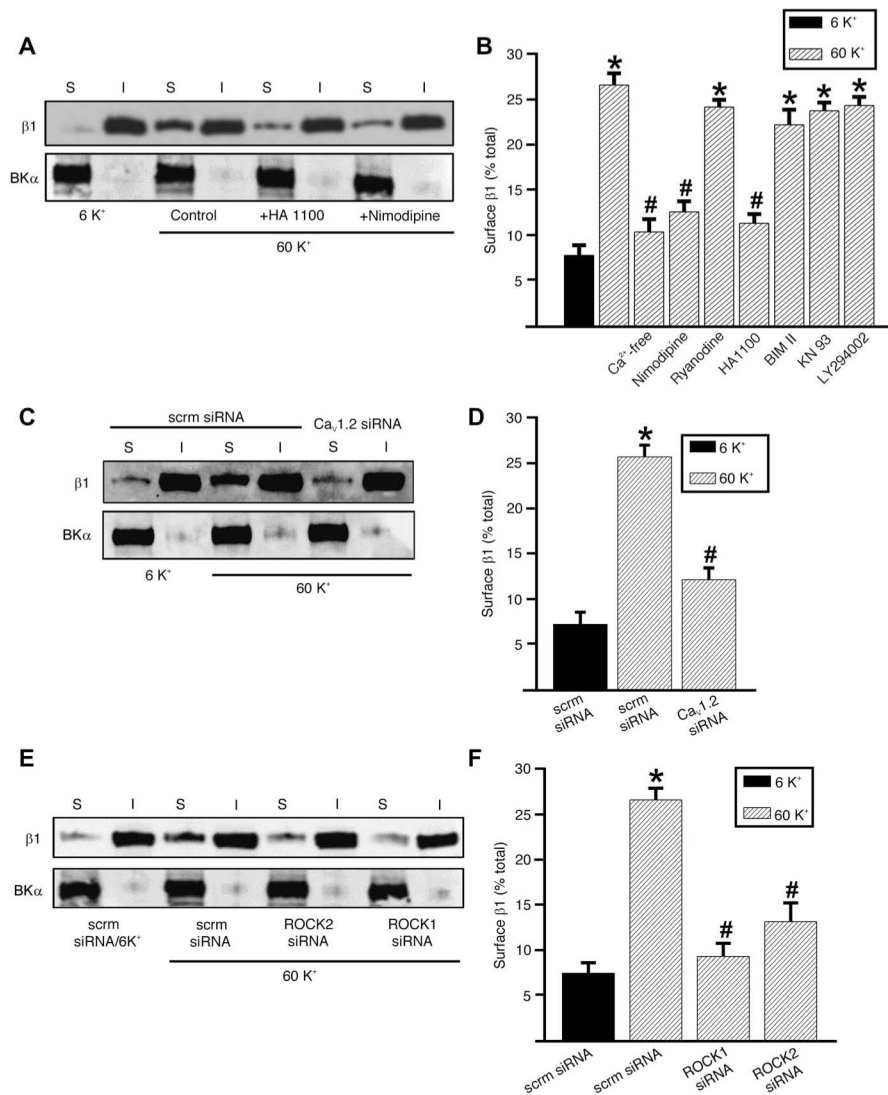 A
S I S I S I S I
β1
BKα
6 K⁺ Control +HA 1100 +Nimodipine
60 K⁺
B
6 K⁺
60 K⁺
Surface β1 (% total)
30
25
20
15
10
5
* # # * # * * *
Ca²⁺-free
Nimodipine
Ryanodine
HA1100
BIM II
KN 93
LY294002
C
scrm siRNA Caᵥ1.2 siRNA
S I S I S I
β1
BKα
6 K⁺
60 K⁺
D
6 K⁺
60 K⁺
Surface β1 (% total)
30
25
20
15
10
5
* #
scrm
siRNA
scrm
siRNA
Caᵥ1.2
siRNA
E
S I S I S I S I
β1
BKα
scrm
siRNA/6K⁺
scrm
siRNA
ROCK2
siRNA
ROCK1
siRNA
60 K⁺
F
6 K⁺
60 K⁺
Surface β1 (% total)
30
25
20
15
10
5
* # #
scrm siRNA
scrm siRNA
ROCK1
siRNA
ROCK2
siRNA